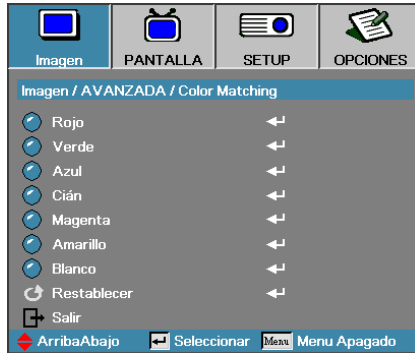 Imagen PANTALLA SETUP OPCIONES
Imagen / AVANZADA / Color Matching
Rojo
Verde
Azul
Cián
Magenta
Amarillo
Blanco
Restablecer
Salir
ArribaAbajo Seleccionar Menu Menu Apagado